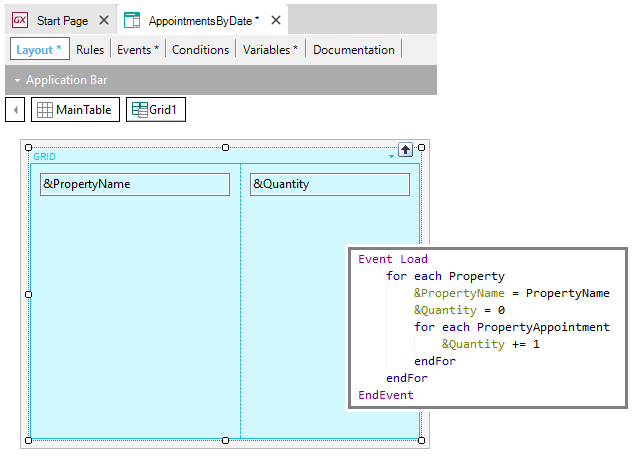 GX Start Page
AppointmentsByDate *
Layout * Rules Events * Conditions Variables * Documentation
Application Bar
MainTable Grid1
GRID
&PropertyName &Quantity
Event Load
for each Property
&PropertyName = PropertyName
&Quantity = 0
for each PropertyAppointment
&Quantity += 1
endFor
endFor
EndEvent